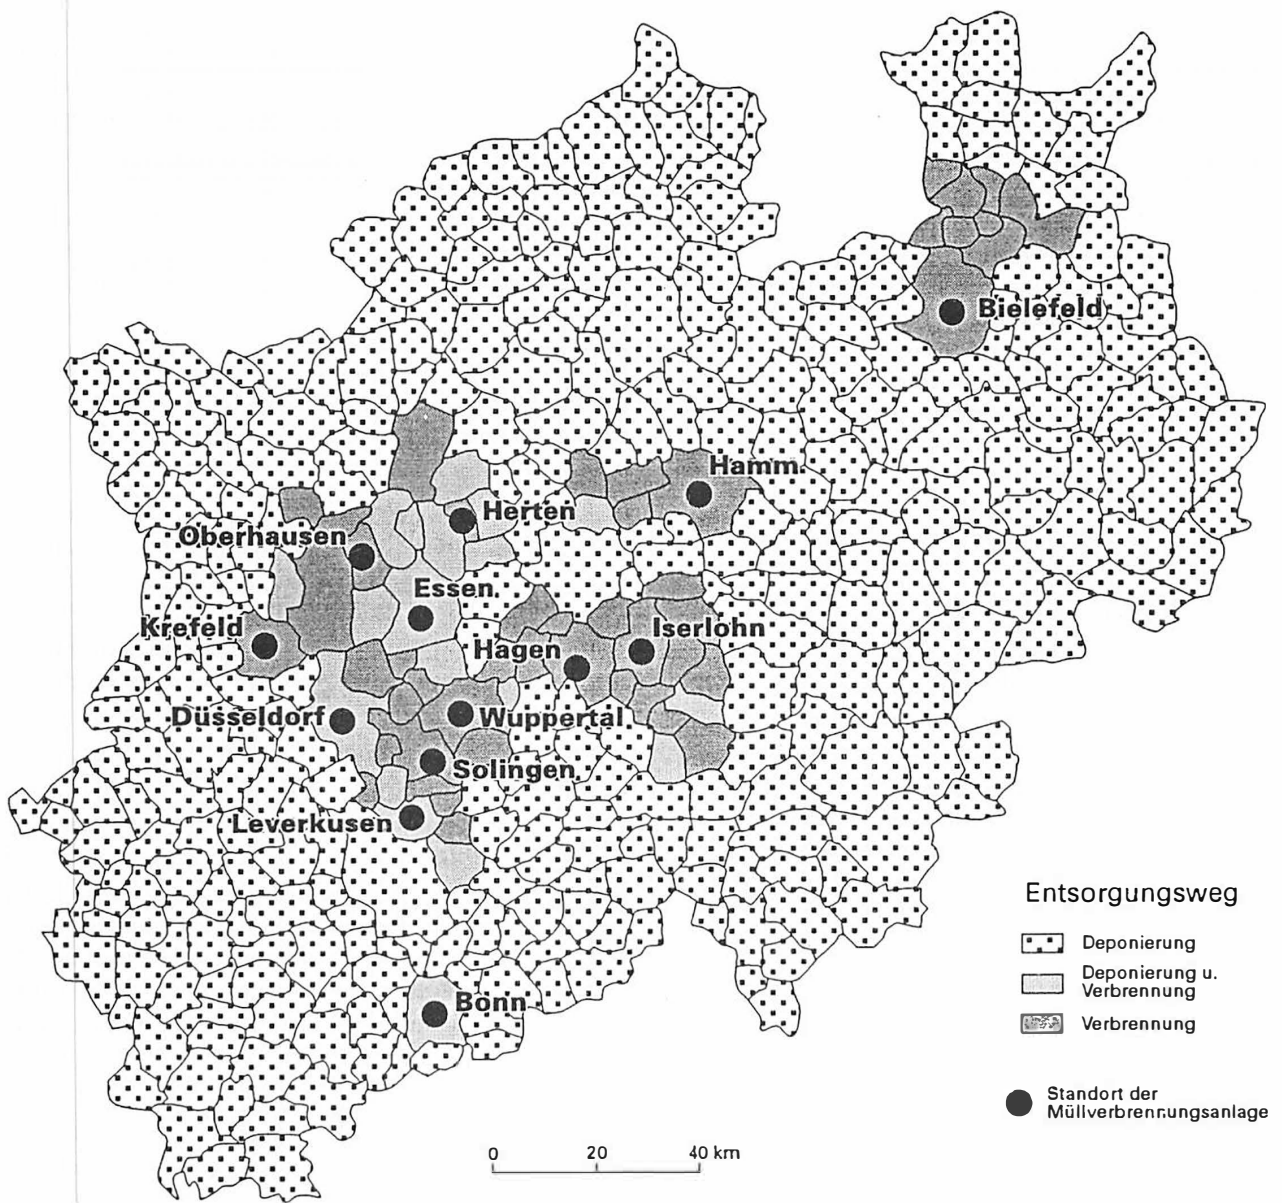 Bielefeld
Hamm
Herten
Oberhausen
Essen
Krefeld
Iserlohn
Hagen
Düsseldorf
Wuppertal
Solingen
Leverkusen
Bonn
Entsorgungsweg
Deponierung
Deponierung u.
Verbrennung
Verbrennung
Standort der
Müllverbrennungsanlage
0 20 40 km